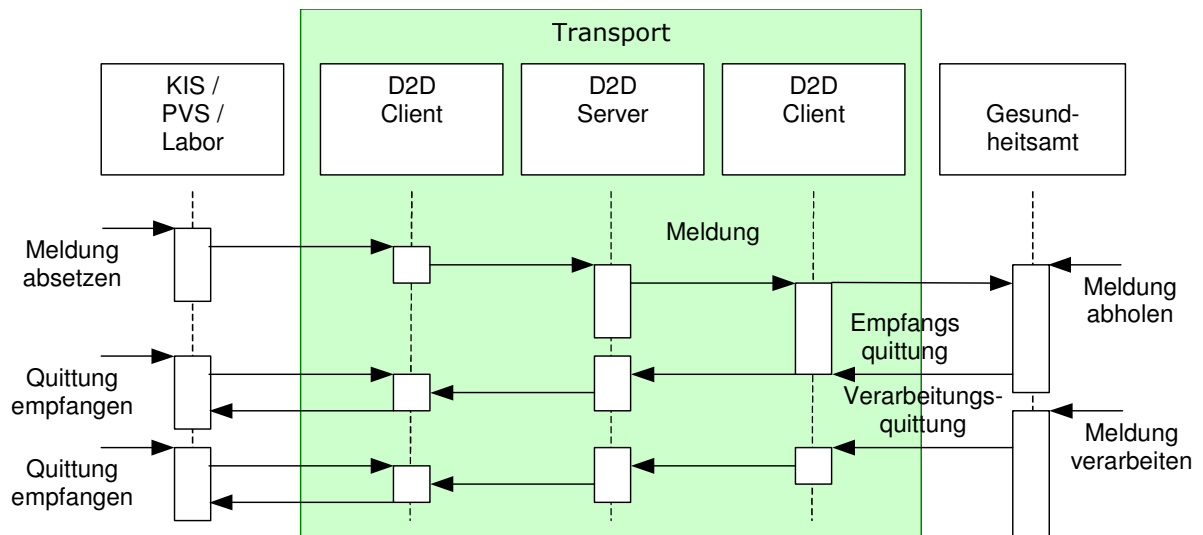 Transport
KIS /
PVS /
Labor
D2D
Client
D2D
Server
D2D
Client
Gesund-
heitsamt
Meldung
absetzen
Meldung
Meldung
abholen
Empfangs
quittung
Quittung
empfangen
Verarbeitungs-
quittung
Meldung
verarbeiten
Quittung
empfangen